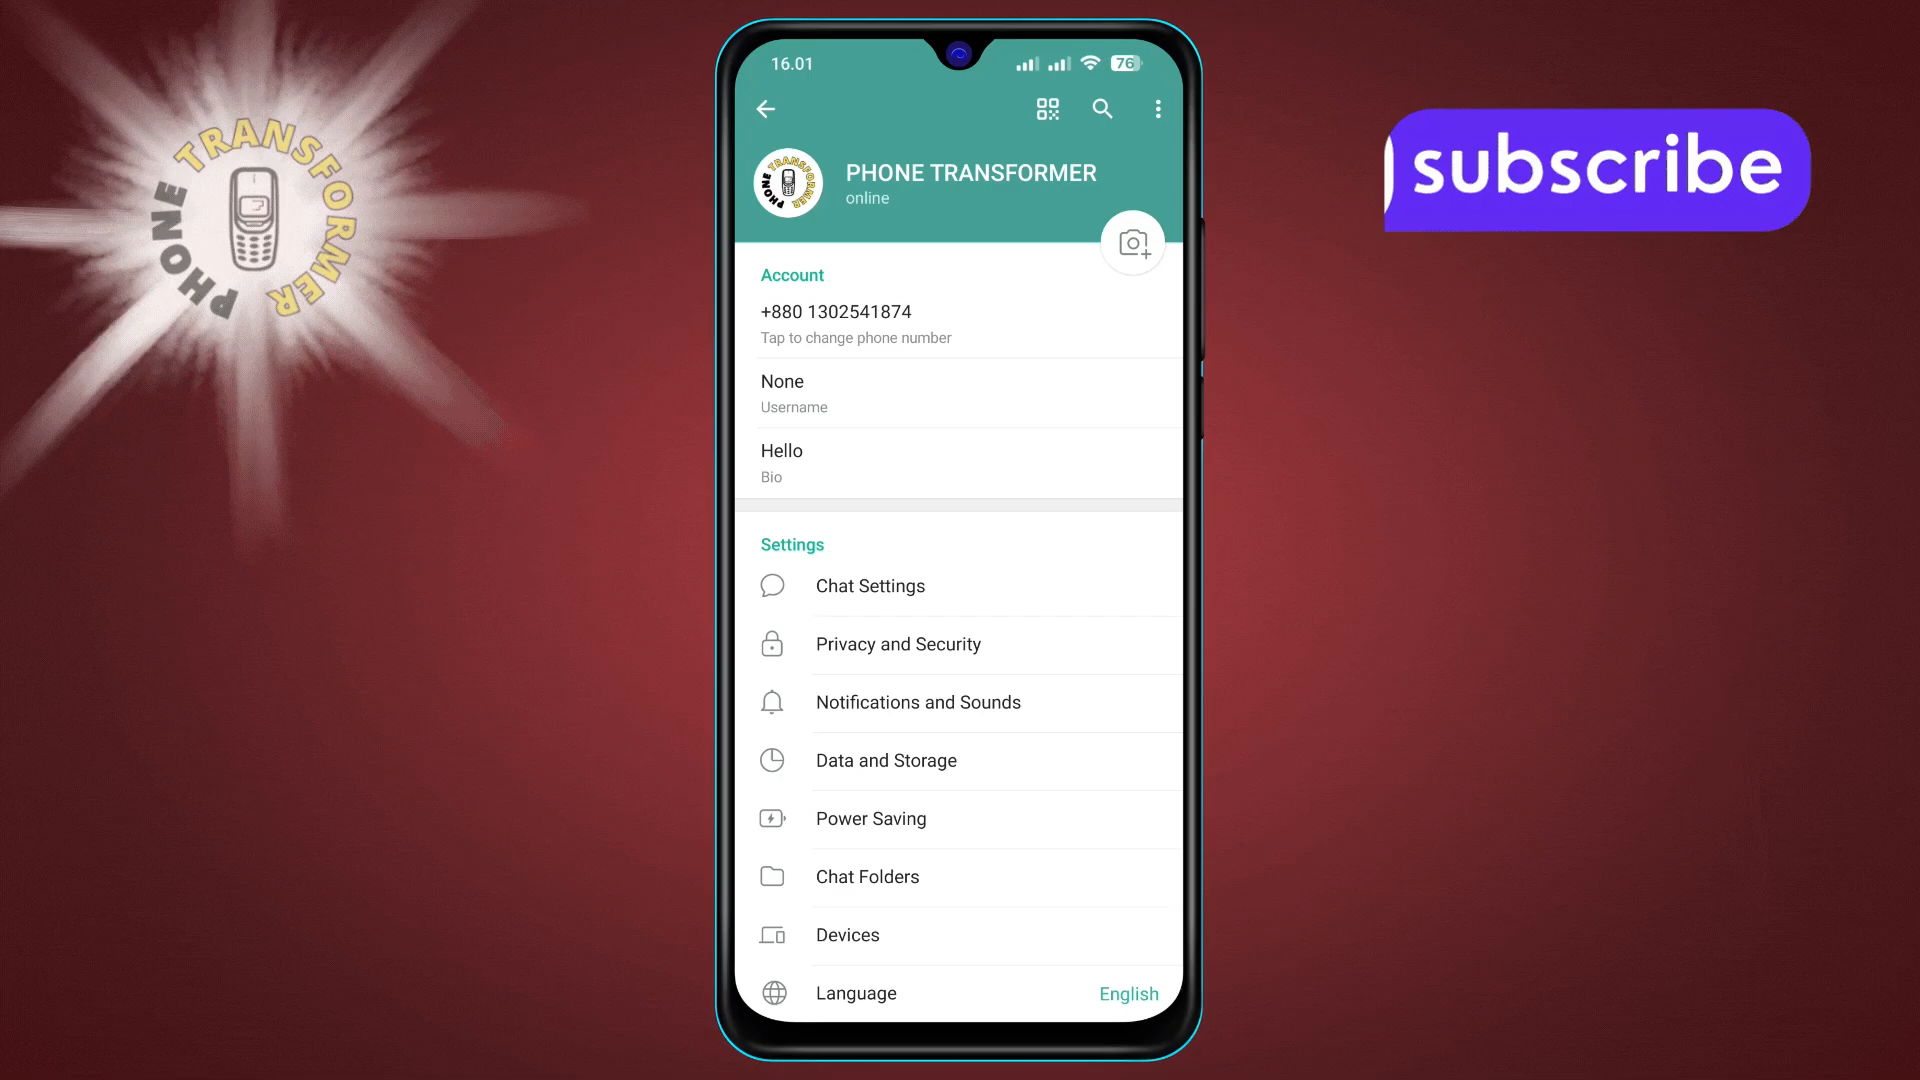 PHONE TRANSFORMER
subscribe
16.01
76
PHONE TRANSFORMER
PHONE TRANSFORMER
online
Account
+880 1302541874
Tap to change phone number
None
Username
Hello
Bio
Settings
Chat Settings
Privacy and Security
Notifications and Sounds
Data and Storage
Power Saving
Chat Folders
Devices
Language English